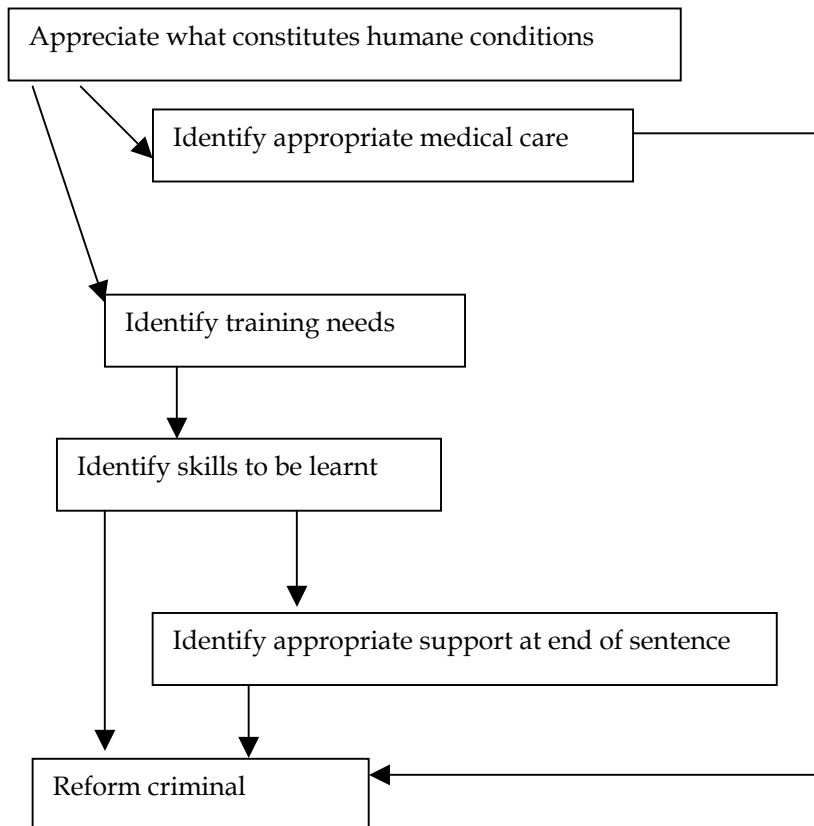 Appreciate what constitutes humane conditions
Identify appropriate medical care
Identify training needs
Identify skills to be learnt
Identify appropriate support at end of sentence
Reform criminal